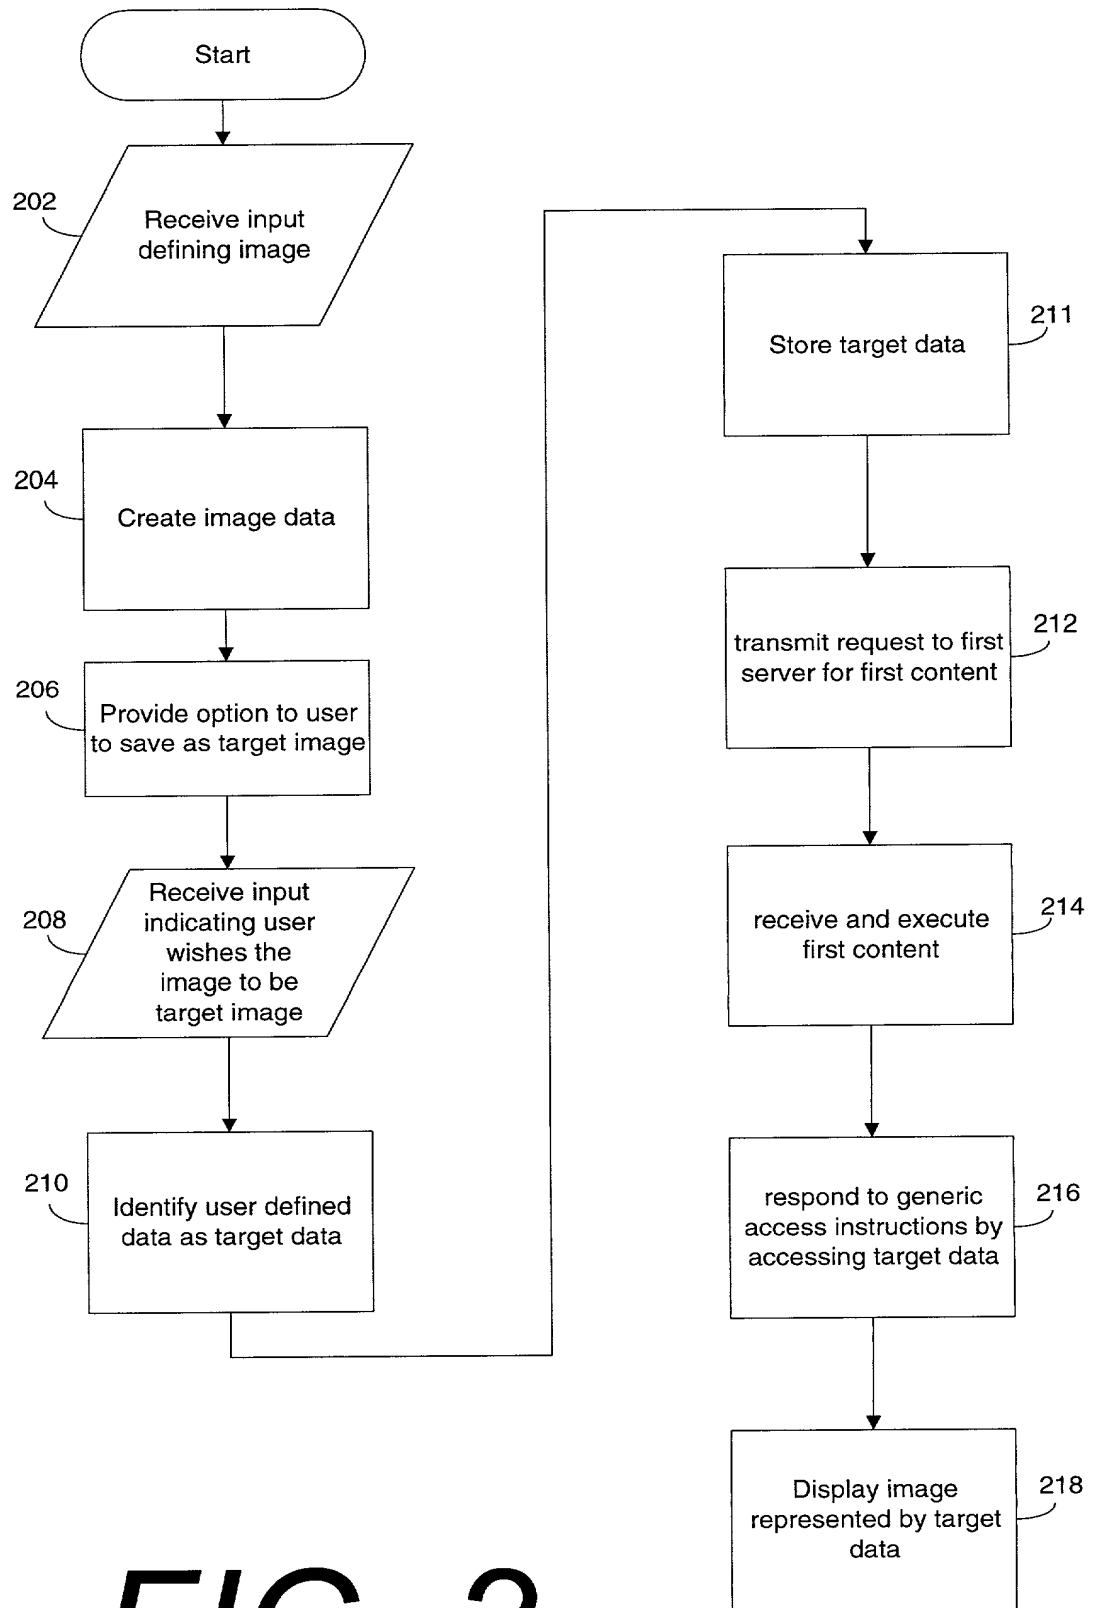 Start
202
Receive input
defining image
204
Create image data
206
Provide option to user
to save as target image
208
Receive input
indicating user
wishes the
image to be
target image
210
Identify user defined
data as target data
211
Store target data
212
transmit request to first
server for first content
214
receive and execute
first content
216
respond to generic
access instructions by
accessing target data
218
Display image
represented by target
data
FIG.